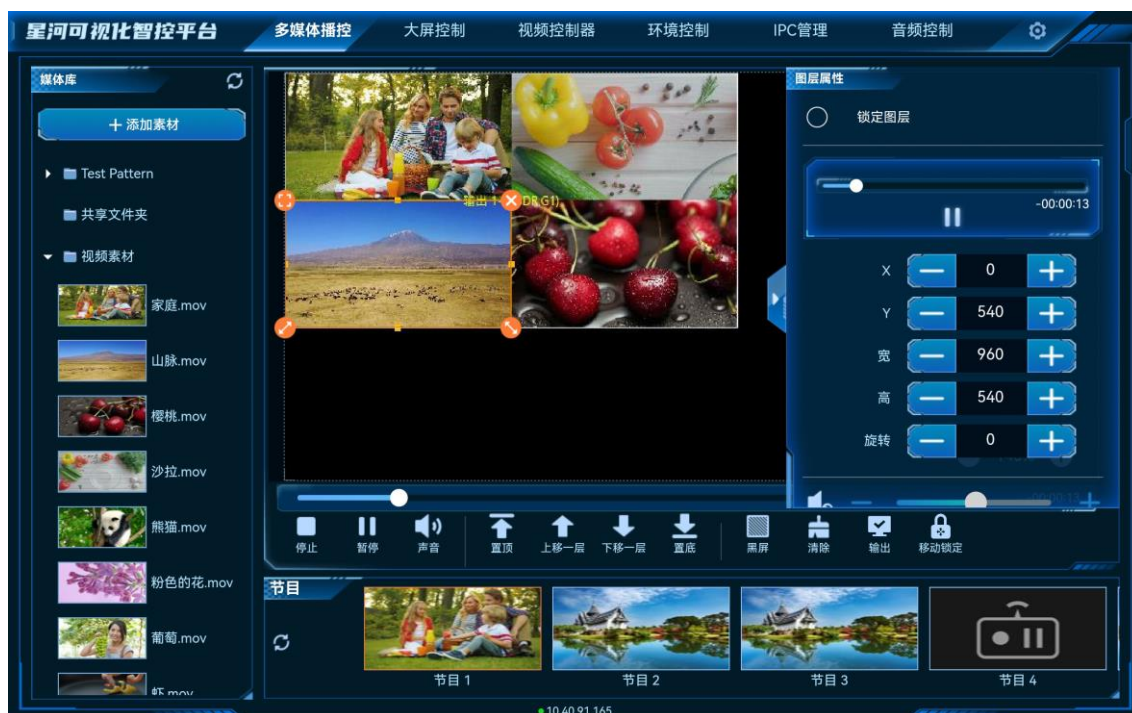 星河可视化智控平台
多媒体播控 大屏控制 视频控制器 环境控制 IPC管理 音频控制
媒体库
+ 添加素材
Test Pattern
共享文件夹
视频素材
家庭.mov
山脉.mov
樱桃.mov
沙拉.mov
熊猫.mov
粉色的花.mov
葡萄.mov
虾.mov
输出 1
图层属性
锁定图层
-00:00:13
X 0
Y 540
宽 960
高 540
旋转 0
-00:00:13
停止 暂停 声音 置顶 上移一层 下移一层 置底 黑屏 清除 输出 移动锁定
节目
节目 1 节目 2 节目 3 节目 4
10.40.91.165